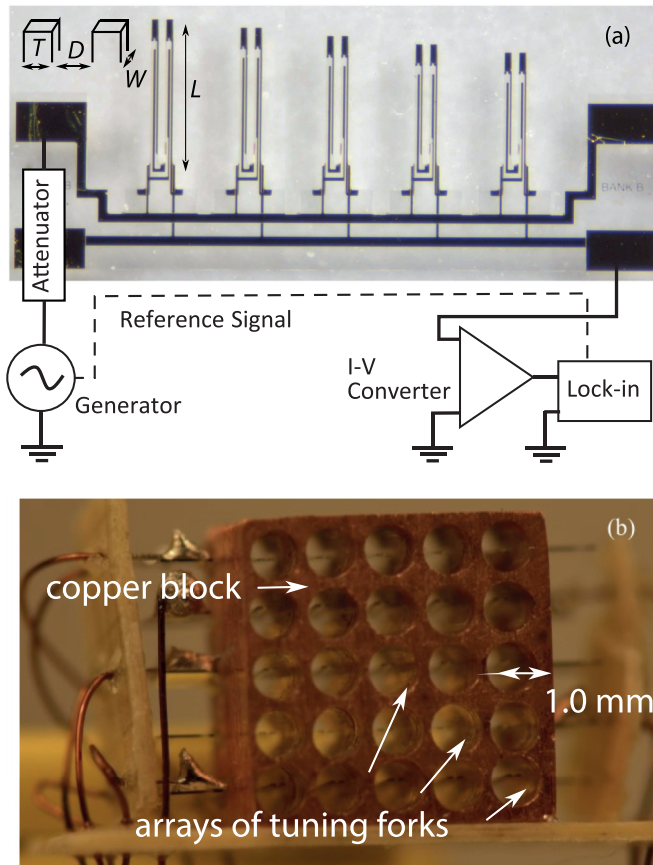 (a)
T
D
W
L
BANK B
Attenuator
Reference Signal
Generator
I-V
Converter
Lock-in
(b)
copper block
1.0 mm
arrays of tuning forks